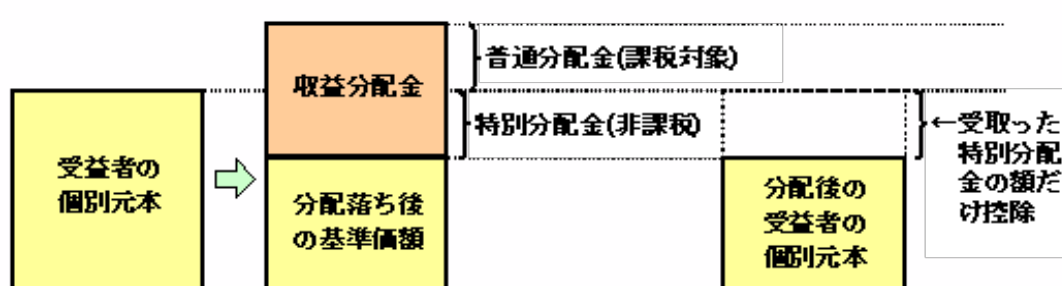 受益者の
個別元本
収益分配金
分配落ち後
の基準価額
普通分配金(課税対象)
特別分配金(非課税)
分配後の
受益者の
個別元本
←受取った
特別分配
金の額だ
け控除